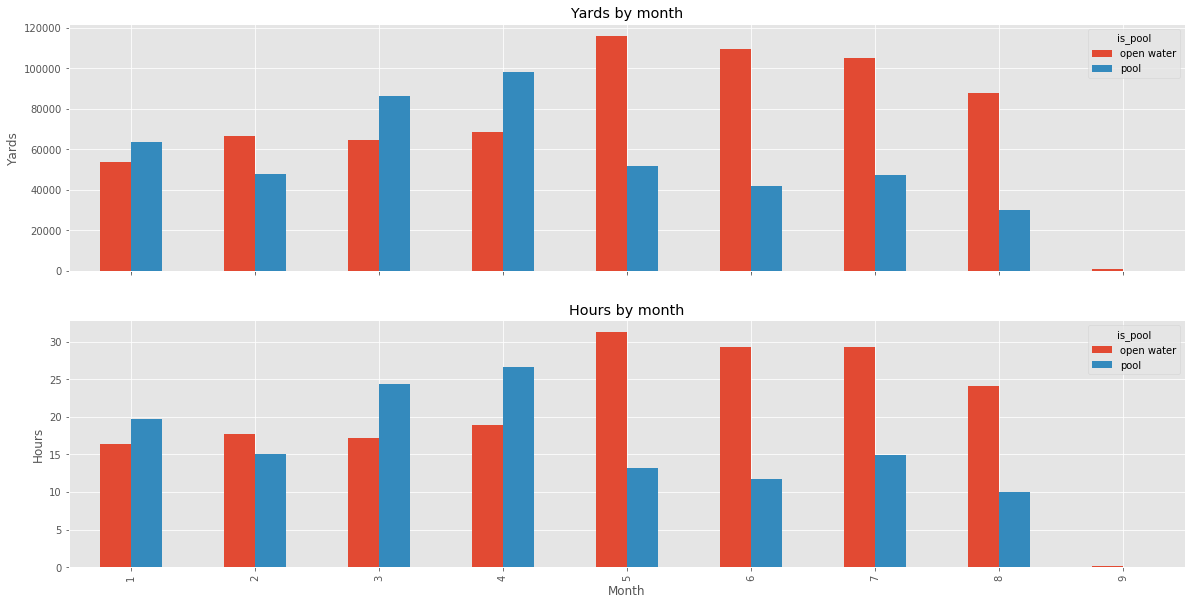 Yards by month
120000
100000
80000
60000
40000
20000
0
Yards
is_pool
open water
pool
Hours by month
30
25
20
15
10
5
0
Hours
is_pool
open water
pool
1 2 3 4 5 6 7 8 9
Month